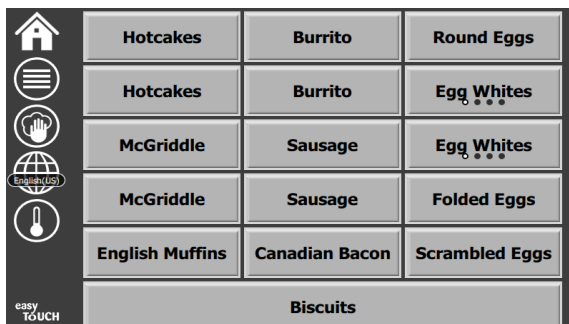 Hotcakes Burrito Round Eggs
Hotcakes Burrito Egg Whites
McGriddle Sausage Egg Whites
English(US)
McGriddle Sausage Folded Eggs
English Muffins Canadian Bacon Scrambled Eggs
Biscuits
easy
TOUCH